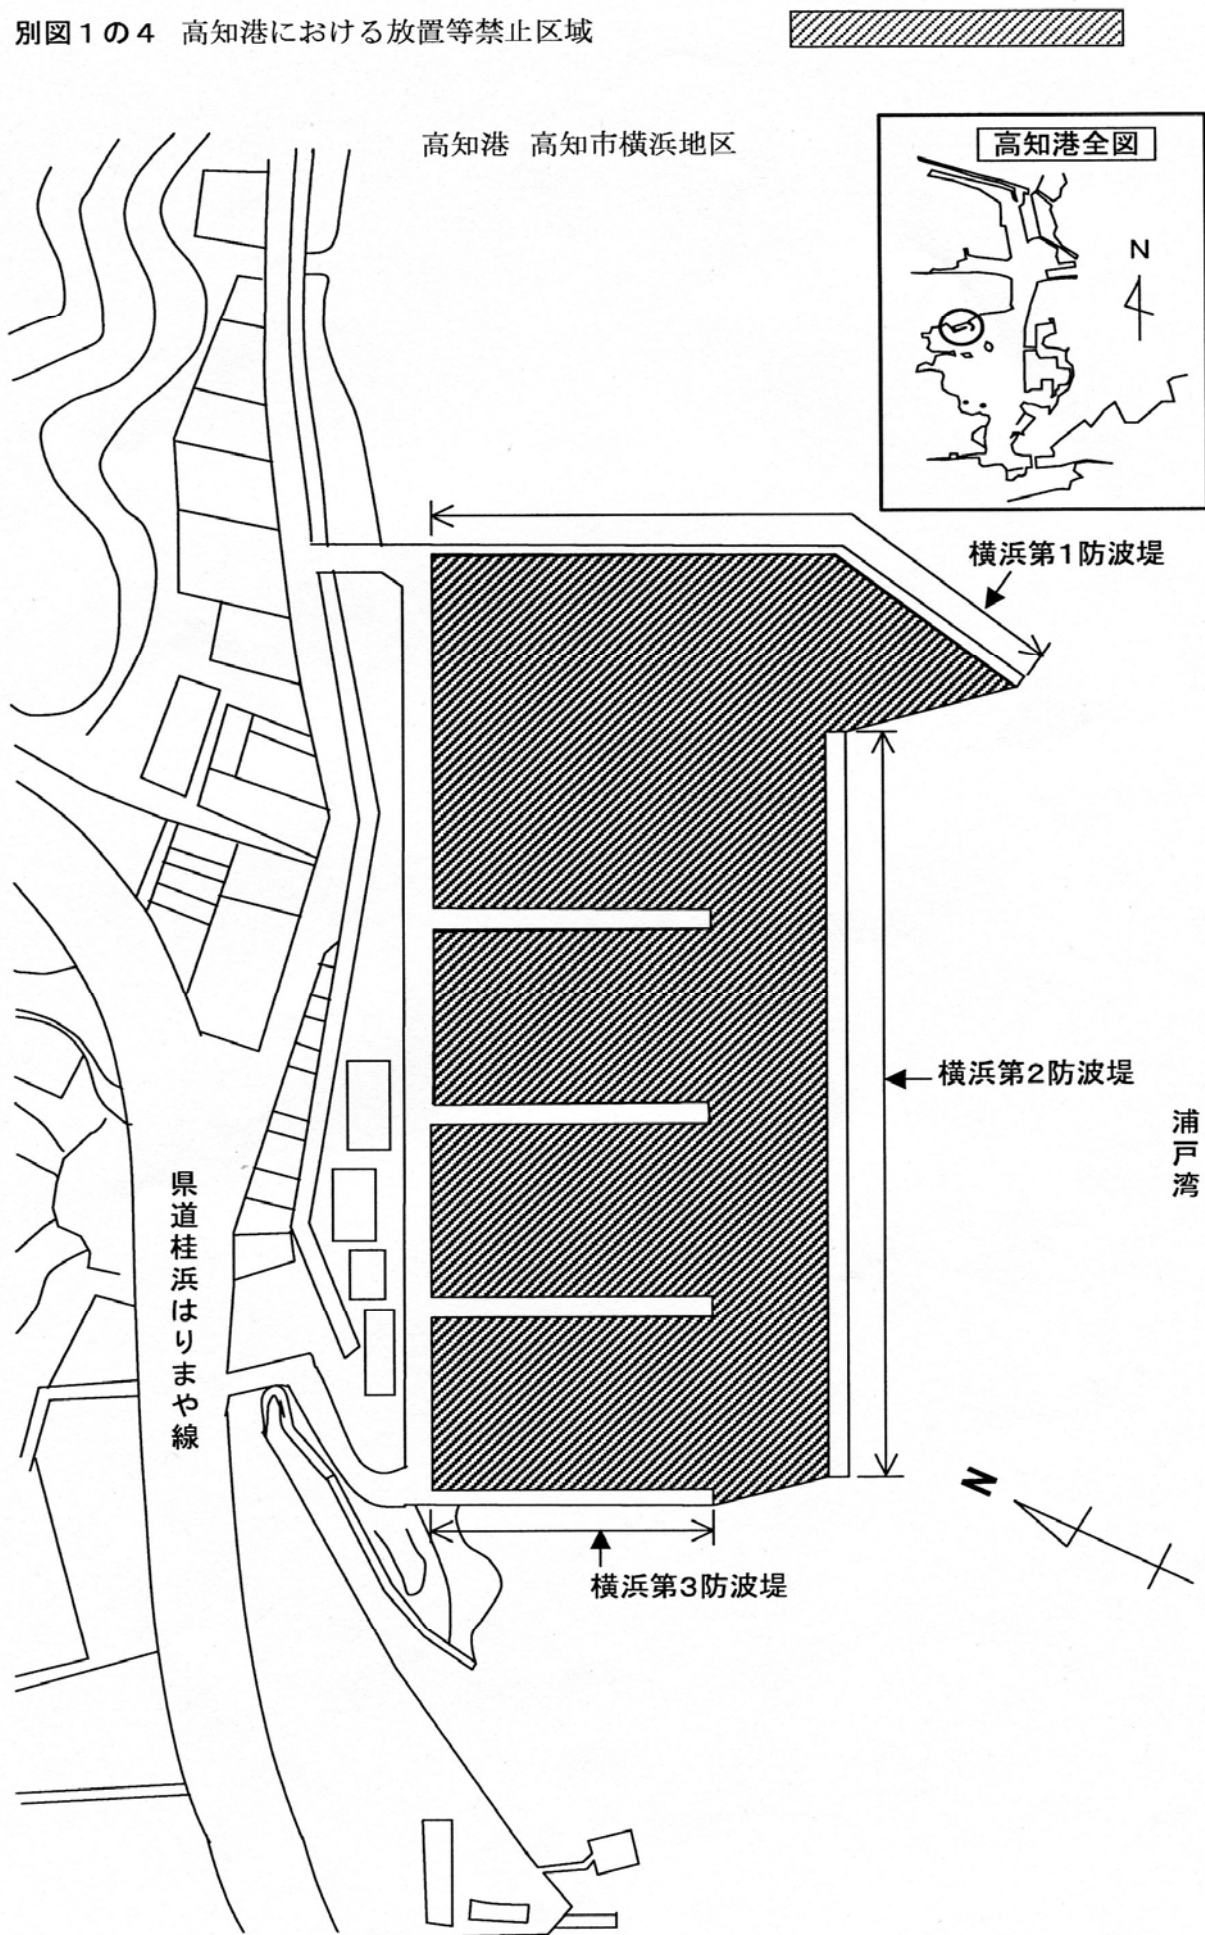 別図1の4 高知港における放置等禁止区域
高知港 高知市横浜地区
高知港全図
N
横浜第1防波堤
横浜第2防波堤
浦戸湾
県道桂浜はりまや線
N
横浜第3防波堤